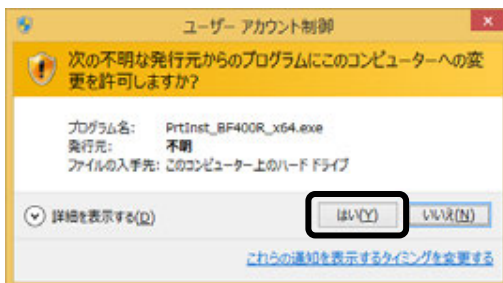 ユーザー アカウント制御
次の不明な発行元からのプログラムにこのコンピューターへの変
更を許可しますか?
プログラム名: PrtInst_BF400R_x64.exe
発行元: 不明
ファイルの入手先: このコンピューター上のハード ドライブ
詳細を表示する(D) はい(Y) いいえ(N)
これらの通知を表示するタイミングを変更する